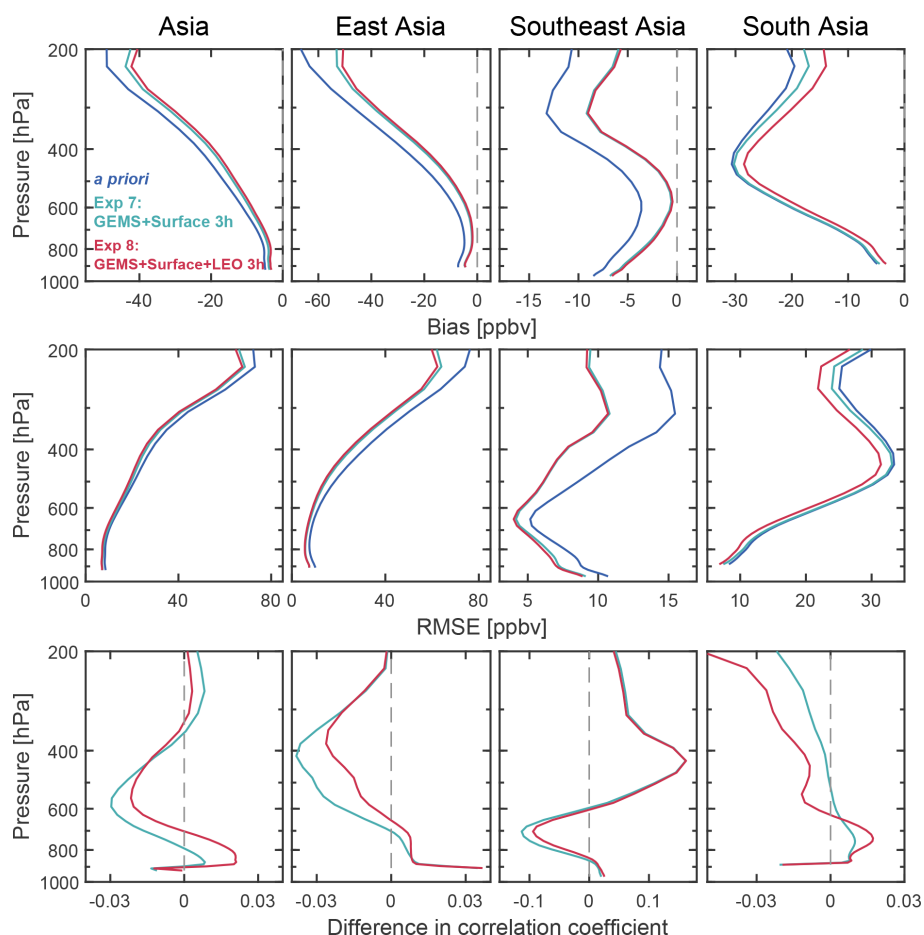 Asia East Asia Southeast Asia South Asia
200
400
600
800
1000
Pressure [hPa]
a priori
Exp 7:
GEMS+Surface 3h
Exp 8:
GEMS+Surface+LEO 3h
-40 -20 0 -60 -40 -20 0 -15 -10 -5 0 -30 -20 -10 0
Bias [ppbv]
200
400
600
800
1000
Pressure [hPa]
0 40 80 0 40 80 5 10 15 10 20 30
RMSE [ppbv]
200
400
600
800
1000
Pressure [hPa]
-0.03 0 0.03 -0.03 0 0.03 -0.1 0 0.1 -0.03 0 0.03
Difference in correlation coefficient